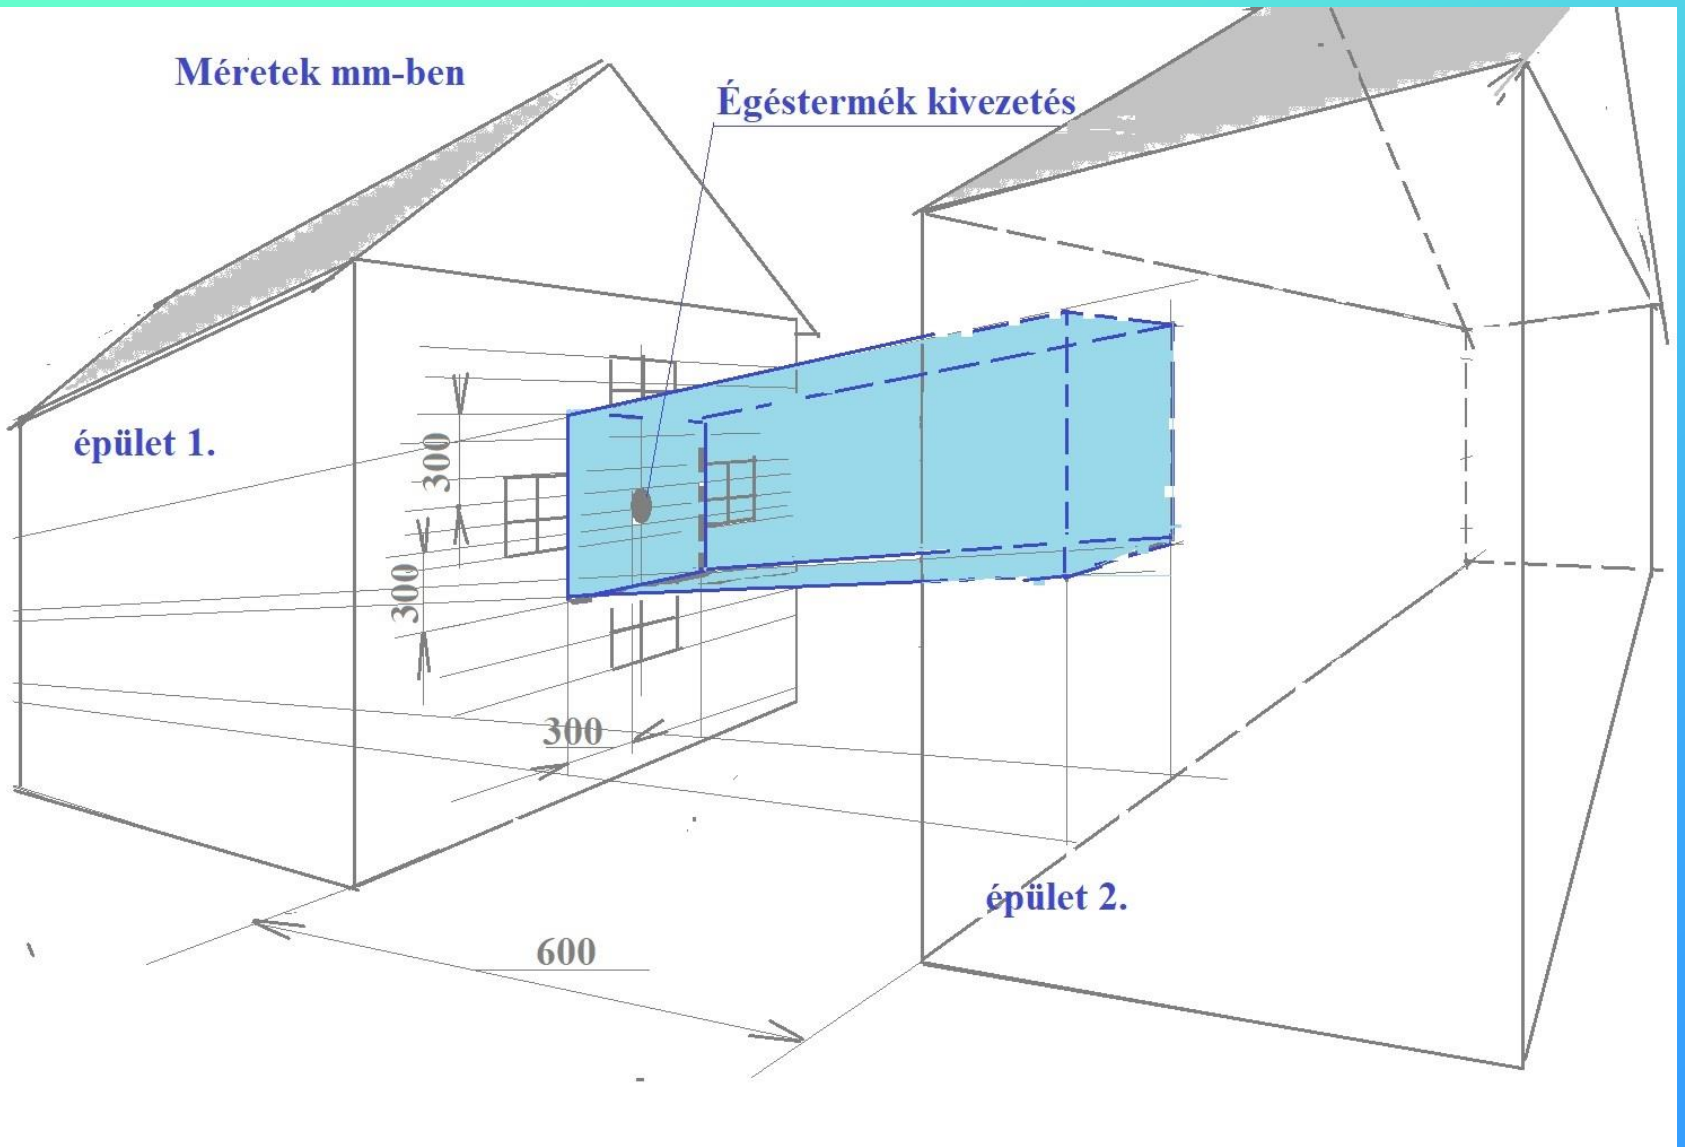 Méretek mm-ben
Égéstermék kivezetés
épület 1.
300
300
300
épület 2.
600